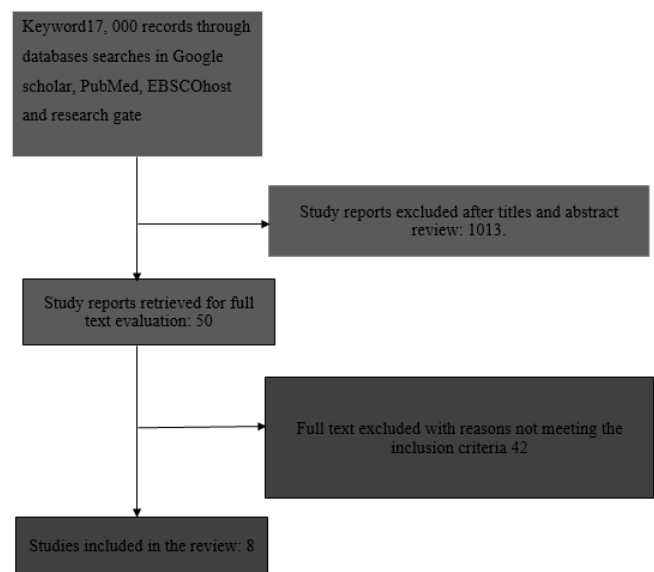 Keyword17, 000 records through
databases searches in Google
scholar, PubMed, EBSCOhost
and research gate
Study reports excluded after titles and abstract
review: 1013.
Study reports retrieved for full
text evaluation: 50
Full text excluded with reasons not meeting the
inclusion criteria 42
Studies included in the review: 8